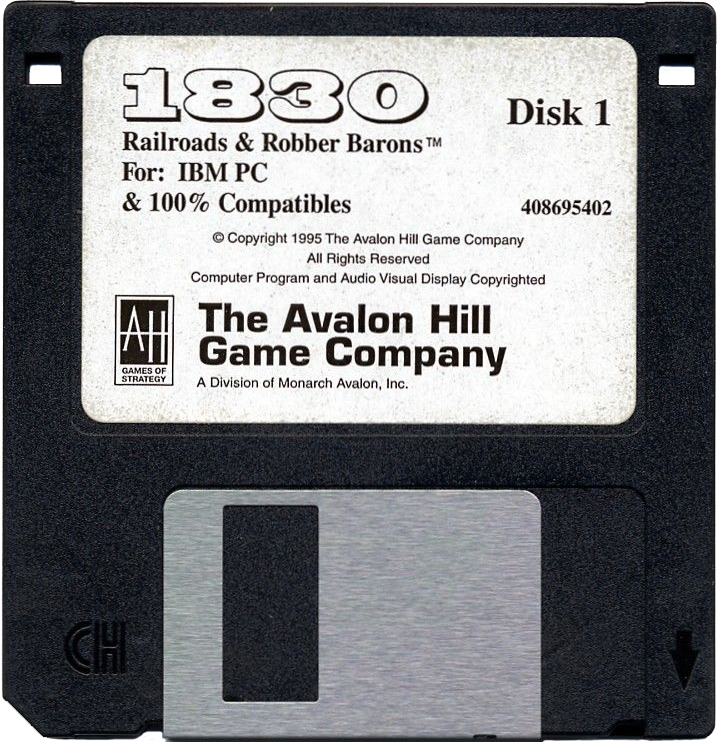 1830
Disk 1
Railroads & Robber Barons™
For: IBM PC
& 100% Compatibles
408695402
© Copyright 1995 The Avalon Hill Game Company
All Rights Reserved
Computer Program and Audio Visual Display Copyrighted
AH
GAMES OF
STRATEGY
The Avalon Hill
Game Company
A Division of Monarch Avalon, Inc.
CH